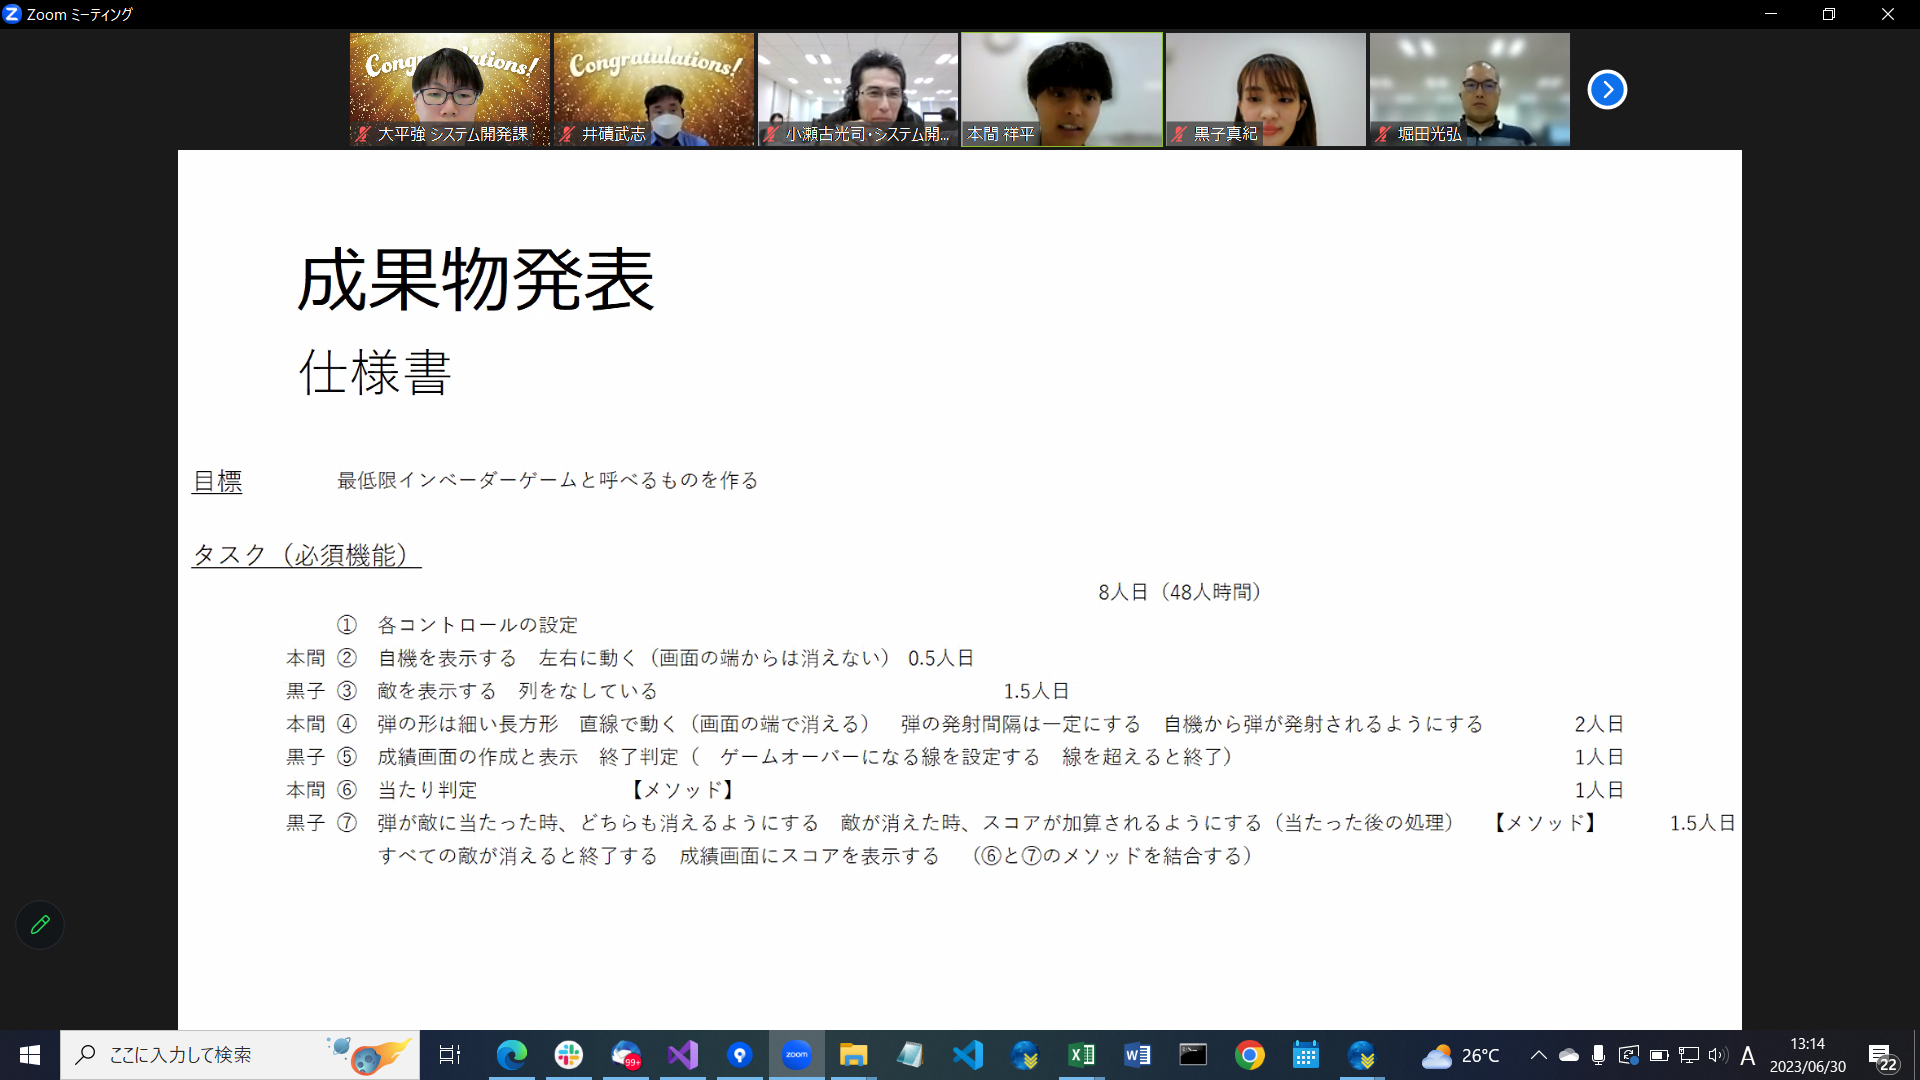 Zoom ミーティング
Congratulations!
Congratulations!
大平強 システム開発課
井磧武志
小瀬古光司・システム開...
本間 祥平
黒子真紀
堀田光弘
成果物発表
仕様書
目標 最低限インベーダーゲームと呼べるものを作る
タスク（必須機能）
8人日（48人時間）
① 各コントロールの設定
本間 ② 自機を表示する 左右に動く（画面の端からは消えない） 0.5人日
黒子 ③ 敵を表示する 列をなしている 1.5人日
本間 ④ 弾の形は細い長方形 直線で動く（画面の端で消える） 弾の発射間隔は一定にする 自機から弾が発射されるようにする 2人日
黒子 ⑤ 成績画面の作成と表示 終了判定（ ゲームオーバーになる線を設定する 線を超えると終了） 1人日
本間 ⑥ 当たり判定 【メソッド】 1人日
黒子 ⑦ 弾が敵に当たった時、どちらも消えるようにする 敵が消えた時、スコアが加算されるようにする（当たった後の処理） 【メソッド】 1.5人日
すべての敵が消えると終了する 成績画面にスコアを表示する （⑥と⑦のメソッドを結合する）
ここに入力して検索
99+
zoom
26°C
A
13:14
2023/06/30
22